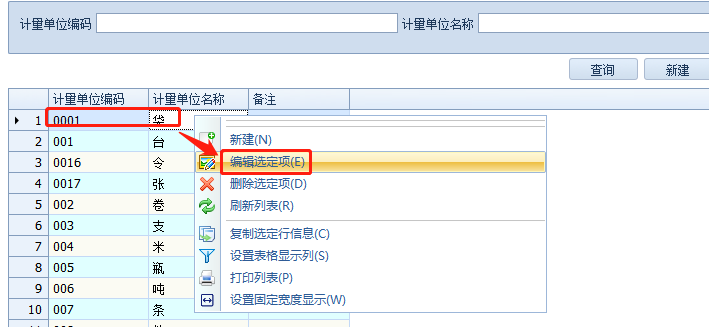 计量单位编码 计量单位名称
查询 新建
计量单位编码 计量单位名称 备注
1 0001 袋
2 001 台
3 0016 令
4 0017 张
5 002 卷
6 003 支
7 004 米
8 005 瓶
9 006 吨
10 007 条
新建(N)
编辑选定项(E)
删除选定项(D)
刷新列表(R)
复制选定行信息(C)
设置表格显示列(S)
打印列表(P)
设置固定宽度显示(W)